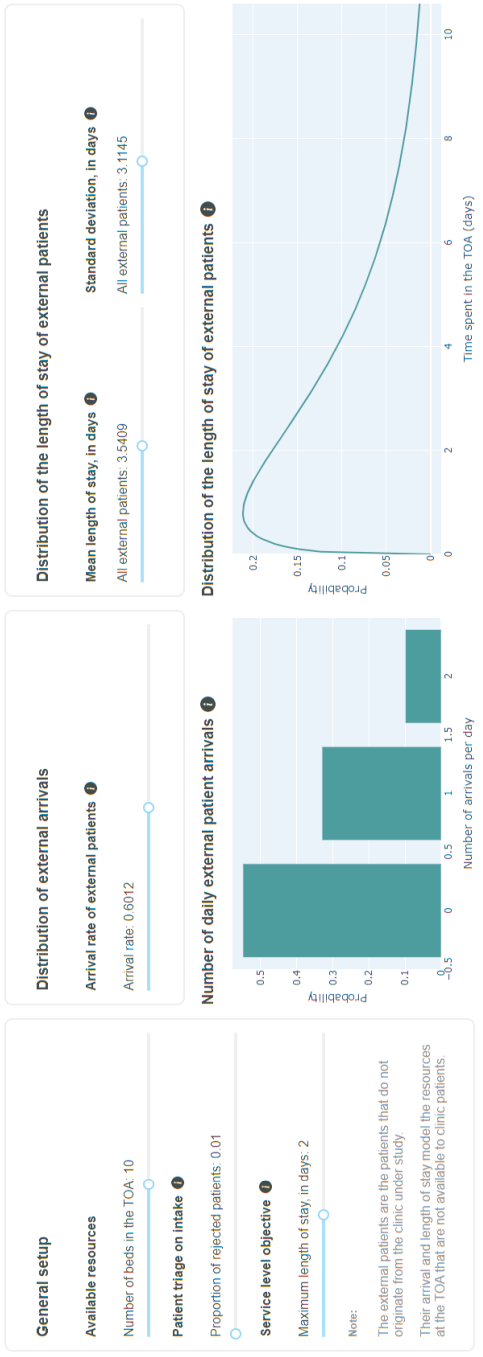 General setup
Available resources
Number of beds in the TOA: 10
Patient triage on intake i
Proportion of rejected patients: 0.01
Service level objective i
Maximum length of stay, in days: 2
Note:
The external patients are the patients that do not
originate from the clinic under study.
Their arrival and length of stay model the resources
at the TOA that are not available to clinic patients.
Distribution of external arrivals
Arrival rate of external patients i
Arrival rate: 0.6012
Distribution of the length of stay of external patients
Mean length of stay, in days i
All external patients: 3.5409
Standard deviation, in days i
All external patients: 3.1145
Number of daily external patient arrivals i
Probability
0.5
0.4
0.3
0.2
0.1
0
−0.5
0
0.5
1
1.5
2
Number of arrivals per day
Distribution of the length of stay of external patients i
Probability
0.2
0.15
0.1
0.05
0
0
2
4
6
8
10
Time spent in the TOA (days)